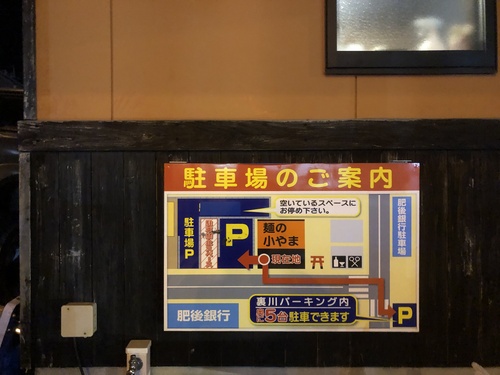 駐車場のご案内
空いているスペースに
お停め下さい。
駐車場P
P
麺の
小やま
現在地
肥後銀行駐車場
裏川パーキング内
5台駐車できます
肥後銀行
P